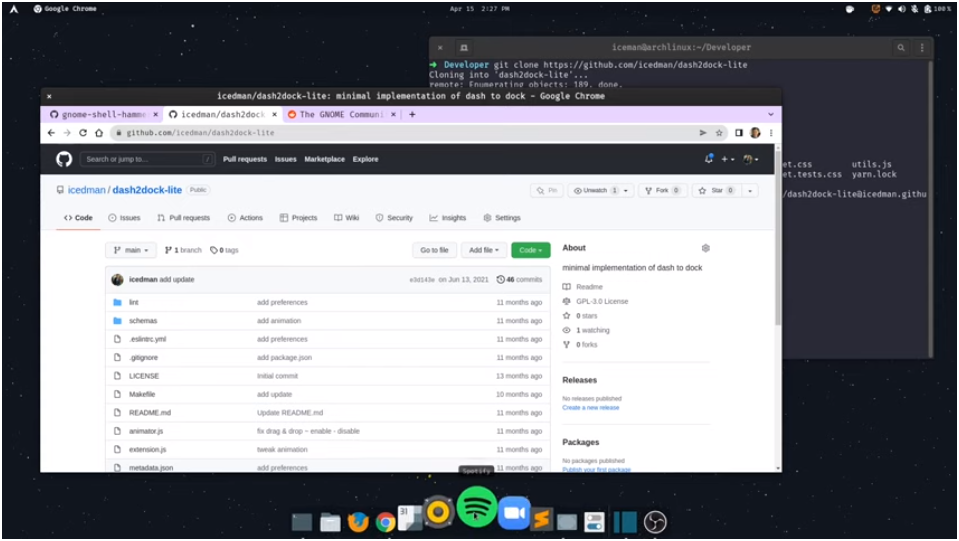 Google Chrome
Apr 15 2:27 PM
100 %
iceman@archlinux:~/Developer
➜ Developer git clone https://github.com/icedman/dash2dock-lite
Cloning into 'dash2dock-lite'...
remote: Enumerating objects: 189, done.
icedman/dash2dock-lite: minimal implementation of dash to dock - Google Chrome
gnome-shell-hamme
icedman/dash2doc
The GNOME Communi
github.com/icedman/dash2dock-lite
et.css utils.js
et.tests.css yarn.lock
/dash2dock-lite@icedman.githu
Search or jump to...
/
Pull requests
Issues
Marketplace
Explore
icedman / dash2dock-lite
Public
Pin
Unwatch 1
Fork 0
Star 0
Code
Issues
Pull requests
Actions
Projects
Wiki
Security
Insights
Settings
main
1 branch
0 tags
Go to file
Add file
Code
icedman add update
on Jun 13, 2021
46 commits
lint add preferences 11 months ago
schemas add animation 11 months ago
.eslintrc.yml add preferences 11 months ago
.gitignore add package.json 11 months ago
LICENSE Initial commit 13 months ago
Makefile add update 10 months ago
README.md Update README.md 11 months ago
animator.js fix drag & drop ~ enable - disable 11 months ago
extension.js tweak animation 11 months ago
metadata.json add preferences 11 months ago
About
minimal implementation of dash to dock
Readme
GPL-3.0 License
0 stars
1 watching
0 forks
Releases
No releases published
Create a new release
Packages
No packages published
Publish your first package
Spotify
31